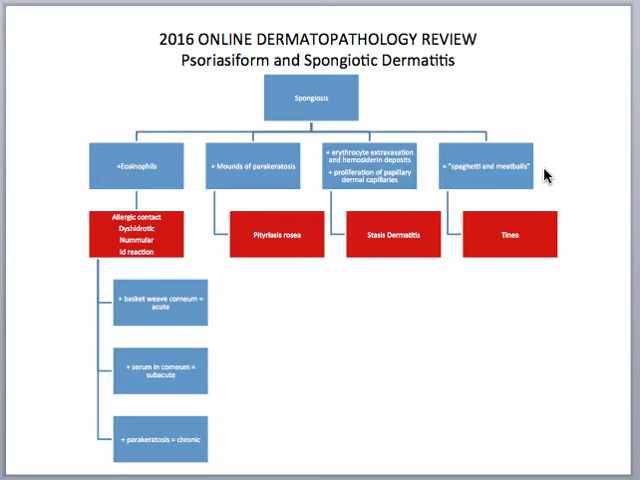 2016 ONLINE DERMATOPATHOLOGY REVIEW
Psoriasiform and Spongiotic Dermatitis
Spongiosis
+Eosinophils
+ Mounds of parakeratosis
+ erythrocyte extravasation
and hemosiderin deposits
+ proliferation of papillary
dermal capillaries
+ "spaghetti and meatballs"
Allergic contact
Dyshidrotic
Nummular
Id reaction
Pityriasis rosea
Stasis Dermatitis
Tinea
+ basket weave corneum =
acute
+ serum in corneum =
subacute
+ parakeratosis = chronic